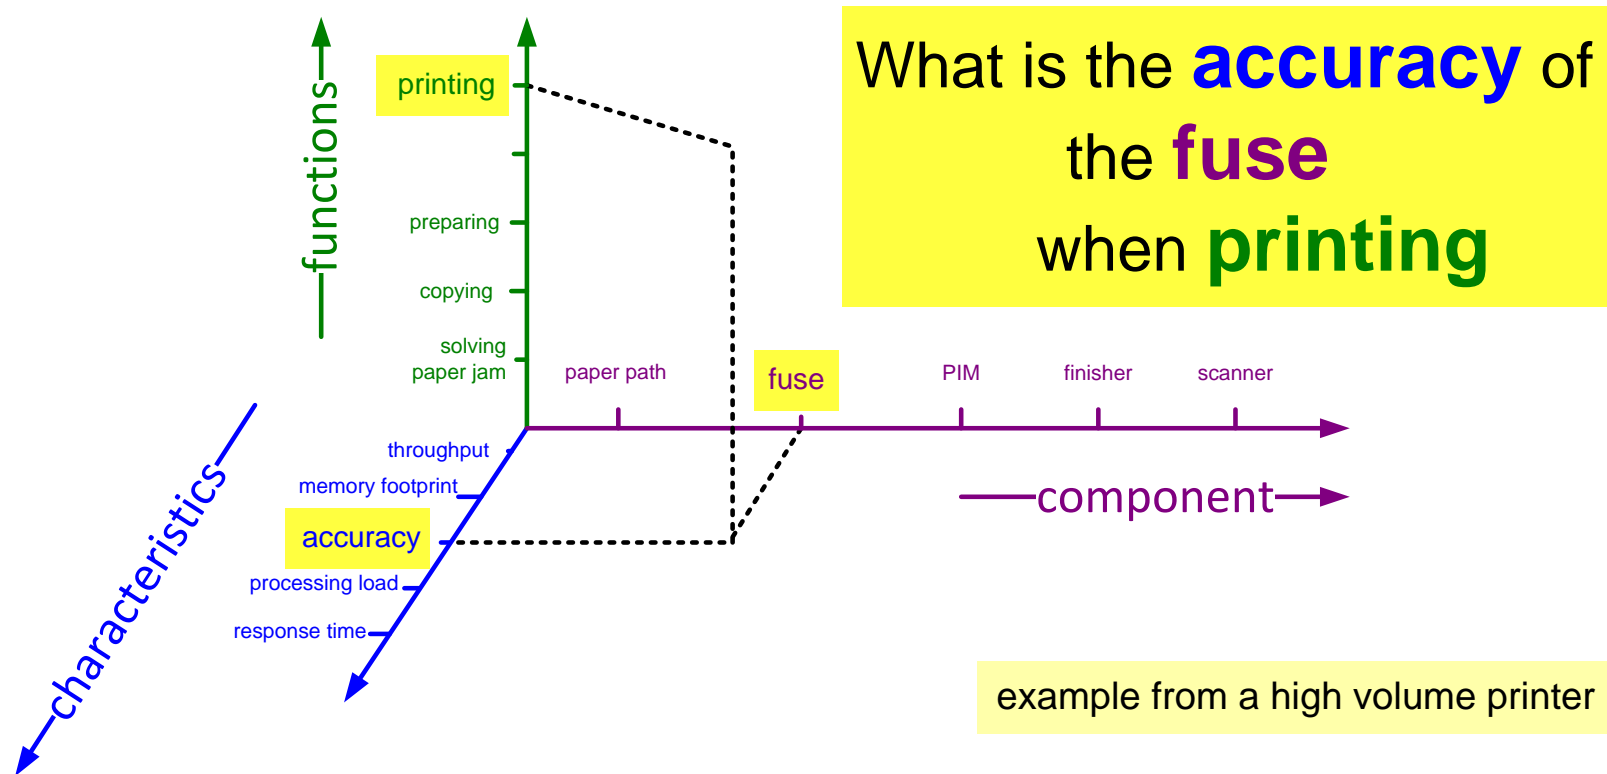 What is the accuracy of
the fuse
when printing
functions
printing
preparing
copying
solving
paper jam
paper path
fuse
PIM
finisher
scanner
component
throughput
memory footprint
accuracy
processing load
response time
characteristics
example from a high volume printer